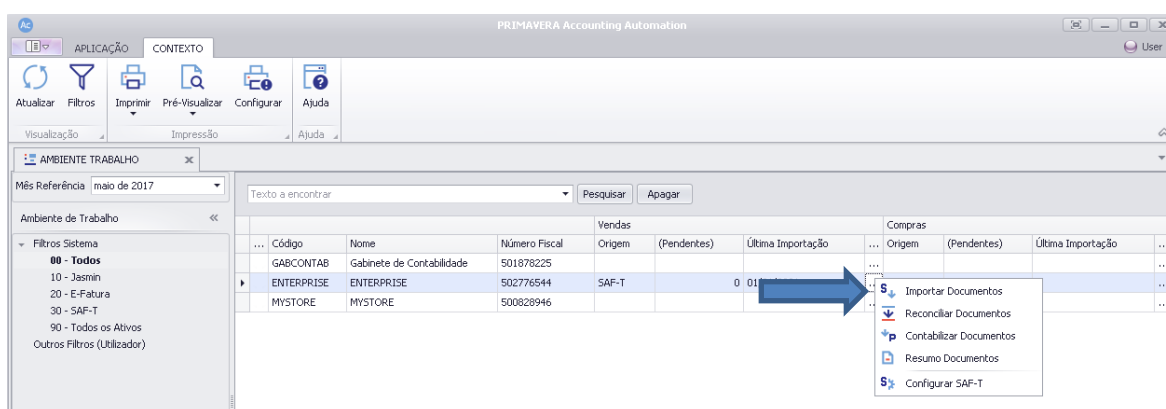 Ac
PRIMAVERA Accounting Automation
APLICAÇÃO CONTEXTO User
Atualizar Filtros Imprimir Pré-Visualizar Configurar Ajuda
Visualização Impressão Ajuda
AMBIENTE TRABALHO
Mês Referência maio de 2017
Texto a encontrar Pesquisar Apagar
Ambiente de Trabalho
Vendas Compras
... Código Nome Número Fiscal Origem (Pendentes) Última Importação ... Origem (Pendentes) Última Importação ...
Filtros Sistema
00 - Todos
10 - Jasmin
20 - E-Fatura
30 - SAF-T
90 - Todos os Ativos
Outros Filtros (Utilizador)
GABCONTAB Gabinete de Contabilidade 501878225 ... ...
ENTERPRISE ENTERPRISE 502776544 SAF-T 0
MYSTORE MYSTORE 500828946
Importar Documentos
Reconciliar Documentos
Contabilizar Documentos
Resumo Documentos
Configurar SAF-T